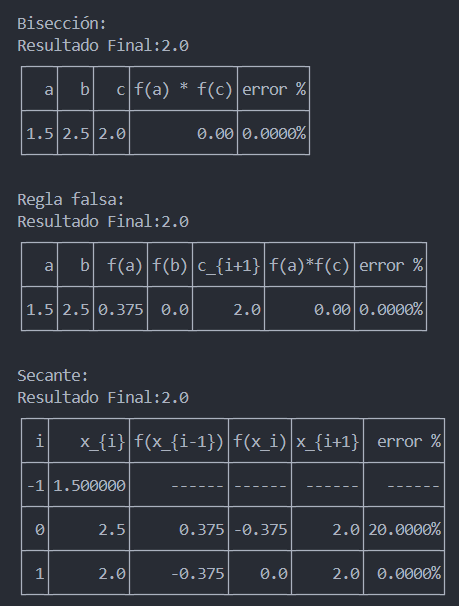 Bisección:
Resultado Final:2.0
a b c f(a) * f(c) error %
1.5 2.5 2.0 0.00 0.0000%
Regla falsa:
Resultado Final:2.0
a b f(a) f(b) c_{i+1} f(a)*f(c) error %
1.5 2.5 0.375 0.0 2.0 0.00 0.0000%
Secante:
Resultado Final:2.0
i x_{i} f(x_{i-1}) f(x_i) x_{i+1} error %
-1 1.500000 ------ ------ ------ ------
0 2.5 0.375 -0.375 2.0 20.0000%
1 2.0 -0.375 0.0 2.0 0.0000%